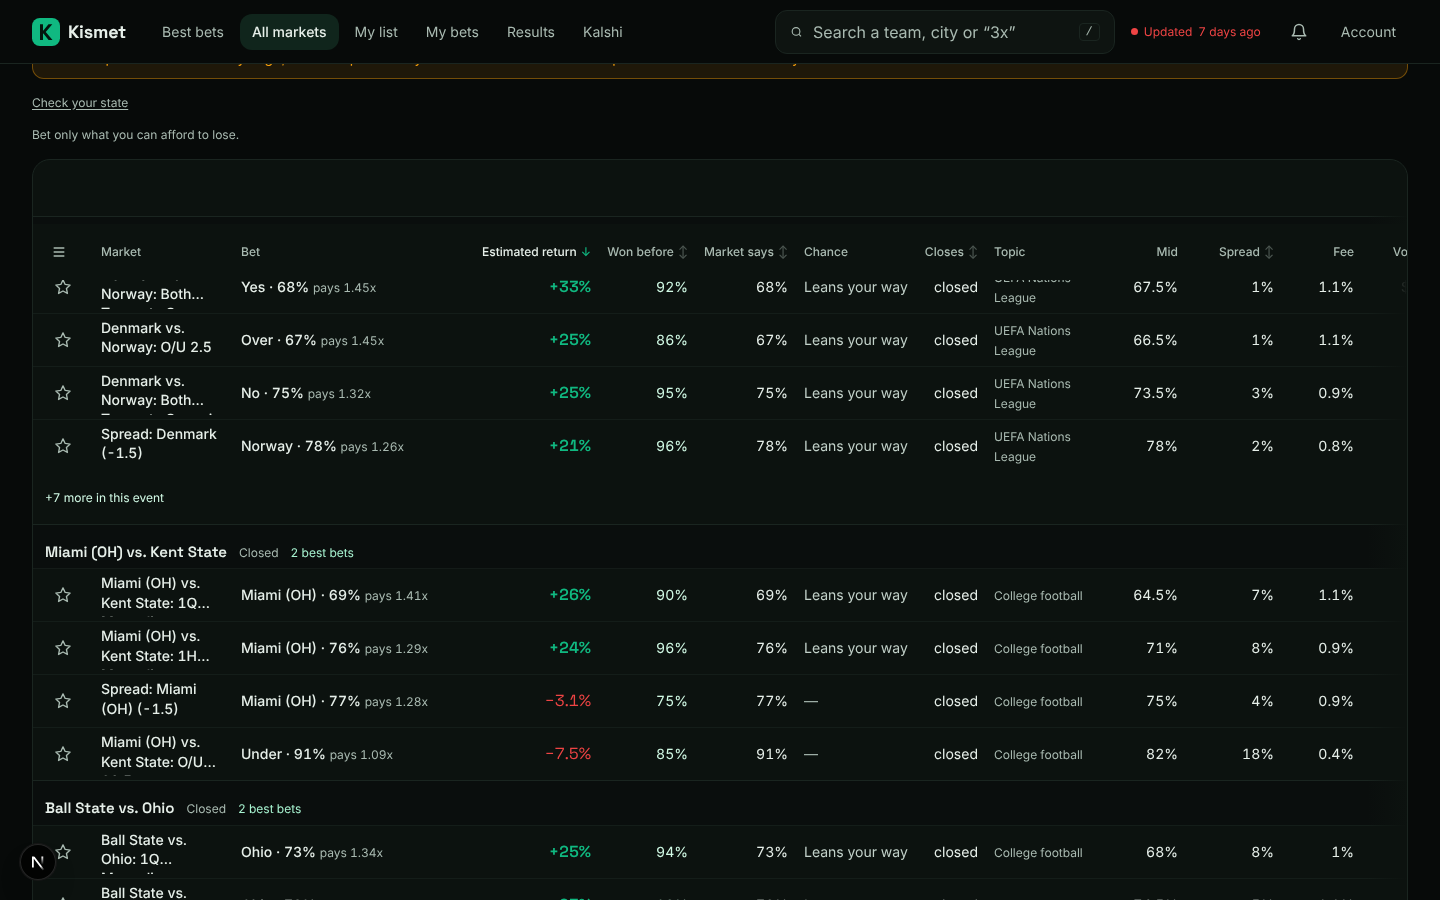 K Kismet Best bets All markets My list My bets Results Kalshi Search a team, city or “3x” / Updated 7 days ago Account
Check your state
Bet only what you can afford to lose.
Market Bet Estimated return ↓ Won before Market says Chance Closes Topic Mid Spread Fee Vo
Norway: Both... Yes · 68% pays 1.45x +33% 92% 68% Leans your way closed UEFA Nations League 67.5% 1% 1.1%
Denmark vs. Norway: O/U 2.5 Over · 67% pays 1.45x +25% 86% 67% Leans your way closed UEFA Nations League 66.5% 1% 1.1%
Denmark vs. Norway: Both... No · 75% pays 1.32x +25% 95% 75% Leans your way closed UEFA Nations League 73.5% 3% 0.9%
Spread: Denmark (-1.5) Norway · 78% pays 1.26x +21% 96% 78% Leans your way closed UEFA Nations League 78% 2% 0.8%
+7 more in this event
Miami (OH) vs. Kent State Closed 2 best bets
Miami (OH) vs. Kent State: 1Q... Miami (OH) · 69% pays 1.41x +26% 90% 69% Leans your way closed College football 64.5% 7% 1.1%
Miami (OH) vs. Kent State: 1H... Miami (OH) · 76% pays 1.29x +24% 96% 76% Leans your way closed College football 71% 8% 0.9%
Spread: Miami (OH) (-1.5) Miami (OH) · 77% pays 1.28x −3.1% 75% 77% — closed College football 75% 4% 0.9%
Miami (OH) vs. Kent State: O/U... Under · 91% pays 1.09x −7.5% 85% 91% — closed College football 82% 18% 0.4%
Ball State vs. Ohio Closed 2 best bets
Ball State vs. Ohio: 1Q... Ohio · 73% pays 1.34x +25% 94% 73% Leans your way closed College football 68% 8% 1%
N
Ball State vs.